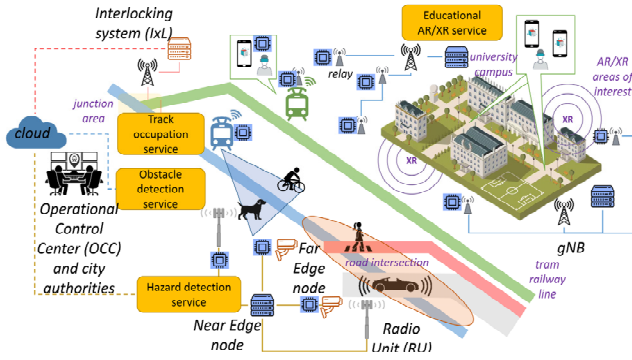 Interlocking
system (IxL)
Educational
AR/XR service
relay
university
campus
AR/XR
areas of
interest
junction
area
Track
occupation
service
cloud
XR
XR
Obstacle
detection
service
Operational
Control
Center (OCC)
and city
authorities
Far
Edge
node
road intersection
gNB
tram
railway
line
Hazard detection
service
Near Edge
node
Radio
Unit (RU)